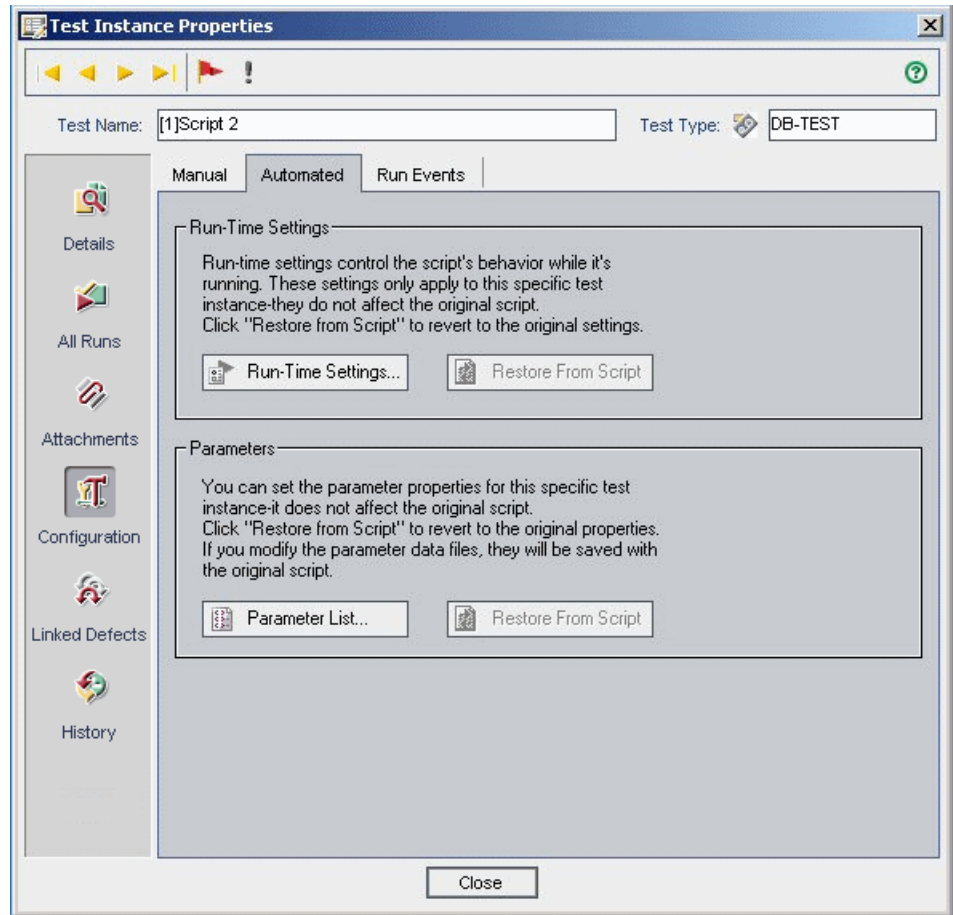 Test Instance Properties
Test Name: [1]Script 2 Test Type: DB-TEST
Manual Automated Run Events
Details
All Runs
Attachments
Configuration
Linked Defects
History
Run-Time Settings
Run-time settings control the script's behavior while it's
running. These settings only apply to this specific test
instance-they do not affect the original script.
Click "Restore from Script" to revert to the original settings.
Run-Time Settings... Restore From Script
Parameters
You can set the parameter properties for this specific test
instance-it does not affect the original script.
Click "Restore from Script" to revert to the original properties.
If you modify the parameter data files, they will be saved with
the original script.
Parameter List... Restore From Script
Close